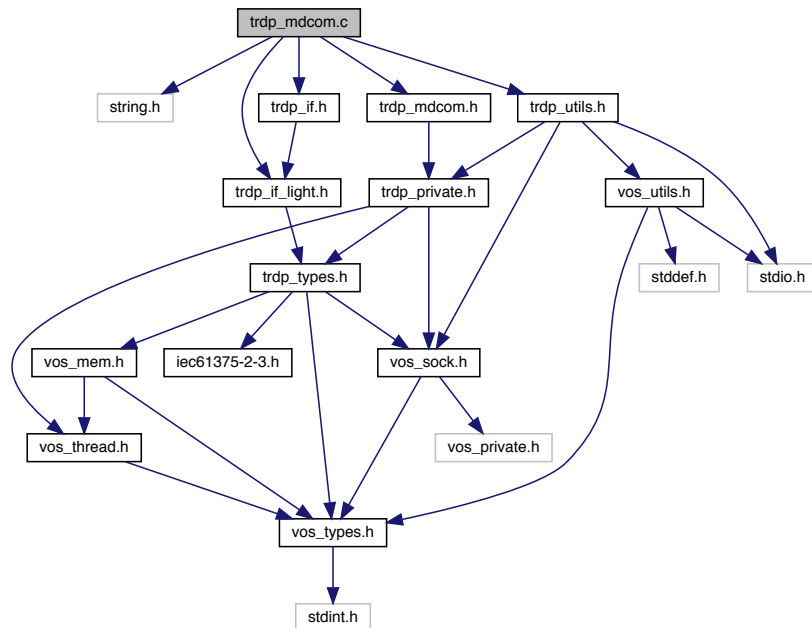 trdp_mdcom.c
string.h
trdp_if.h
trdp_mdcom.h
trdp_utils.h
trdp_if_light.h
trdp_private.h
vos_utils.h
trdp_types.h
stddef.h
stdio.h
vos_mem.h
iec61375-2-3.h
vos_sock.h
vos_thread.h
vos_private.h
vos_types.h
stdint.h